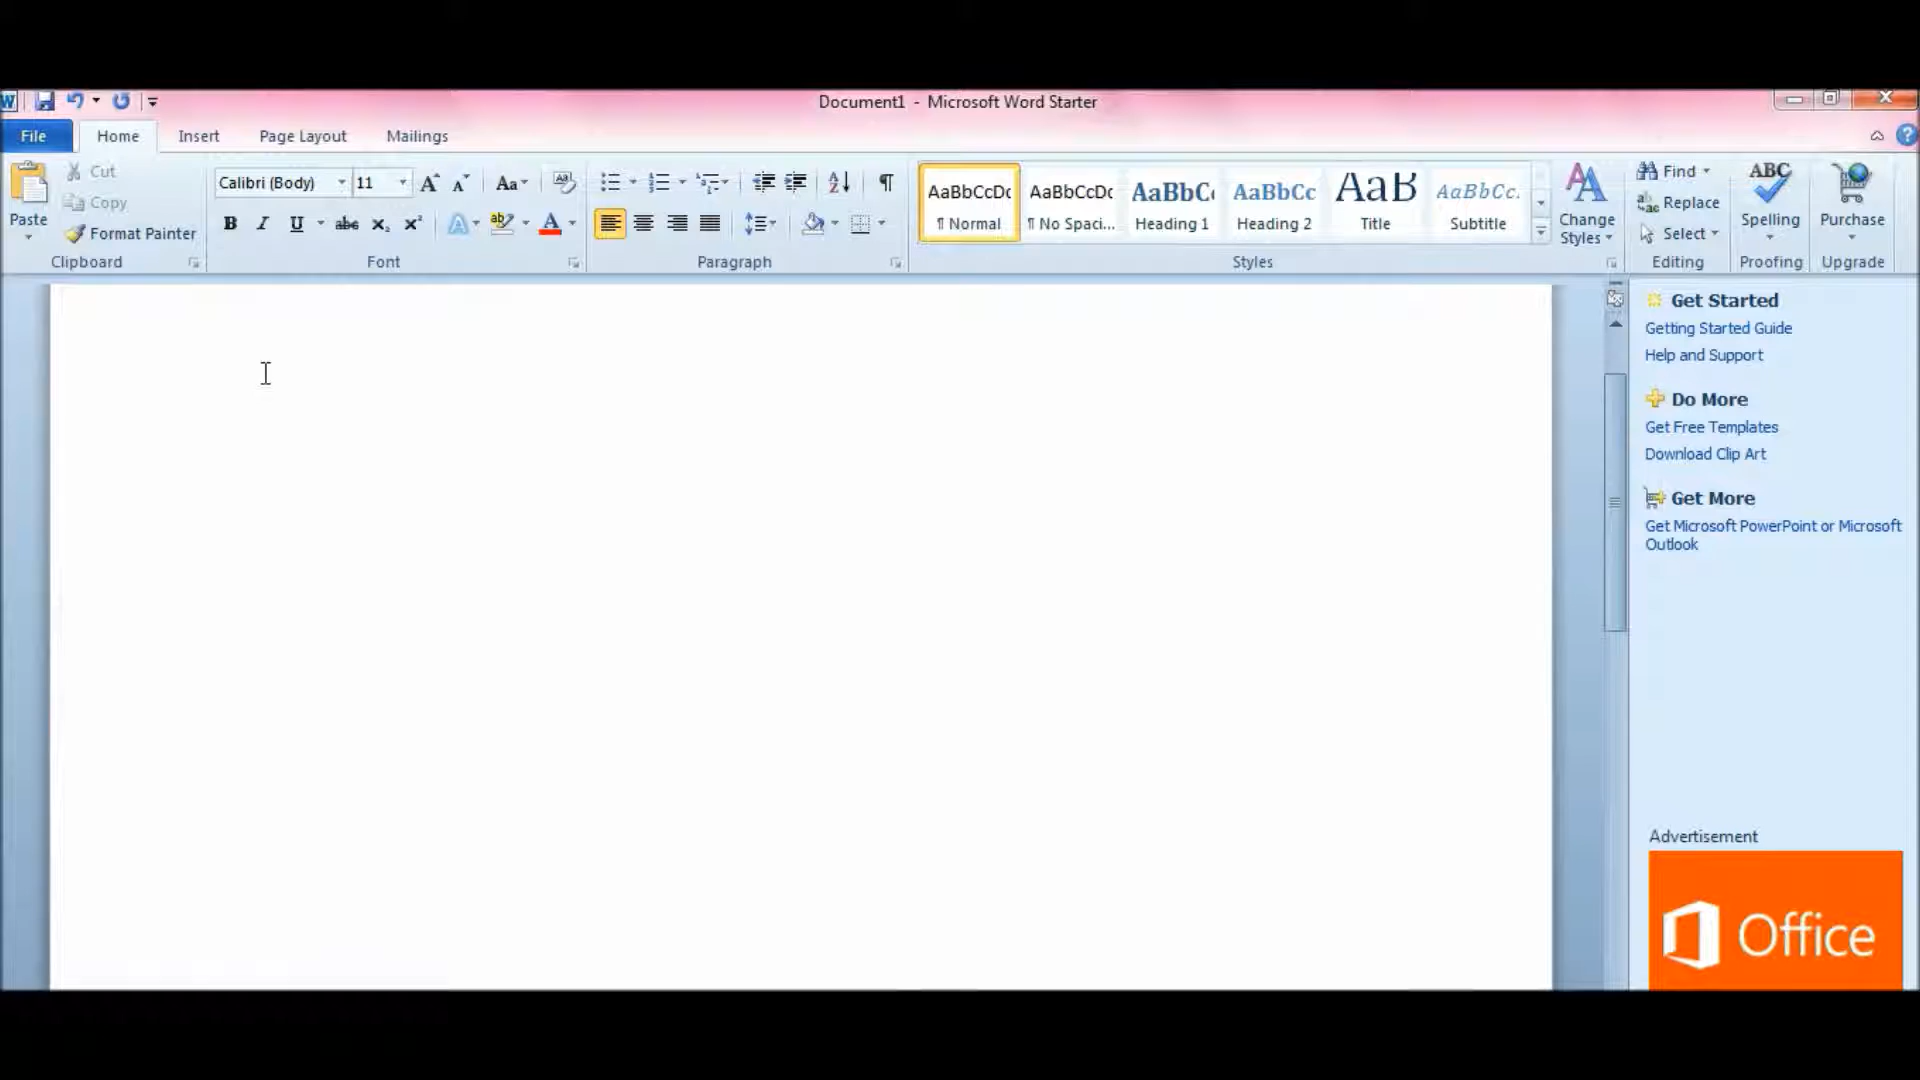 Document1 - Microsoft Word Starter
File Home Insert Page Layout Mailings
Paste
Cut
Copy
Format Painter
Clipboard
Calibri (Body) 11
Aa
B I U abc X₂ X²
Font
Paragraph
AaBbCcDc AaBbCcDc AaBbC AaBbCc AaB AaBbCc.
¶ Normal ¶ No Spaci... Heading 1 Heading 2 Title Subtitle
Change
Styles
Styles
Find
Replace
Select
Editing
ABC
Spelling
Proofing
Purchase
Upgrade
Get Started
Getting Started Guide
Help and Support
Do More
Get Free Templates
Download Clip Art
Get More
Get Microsoft PowerPoint or Microsoft
Outlook
Advertisement
Office